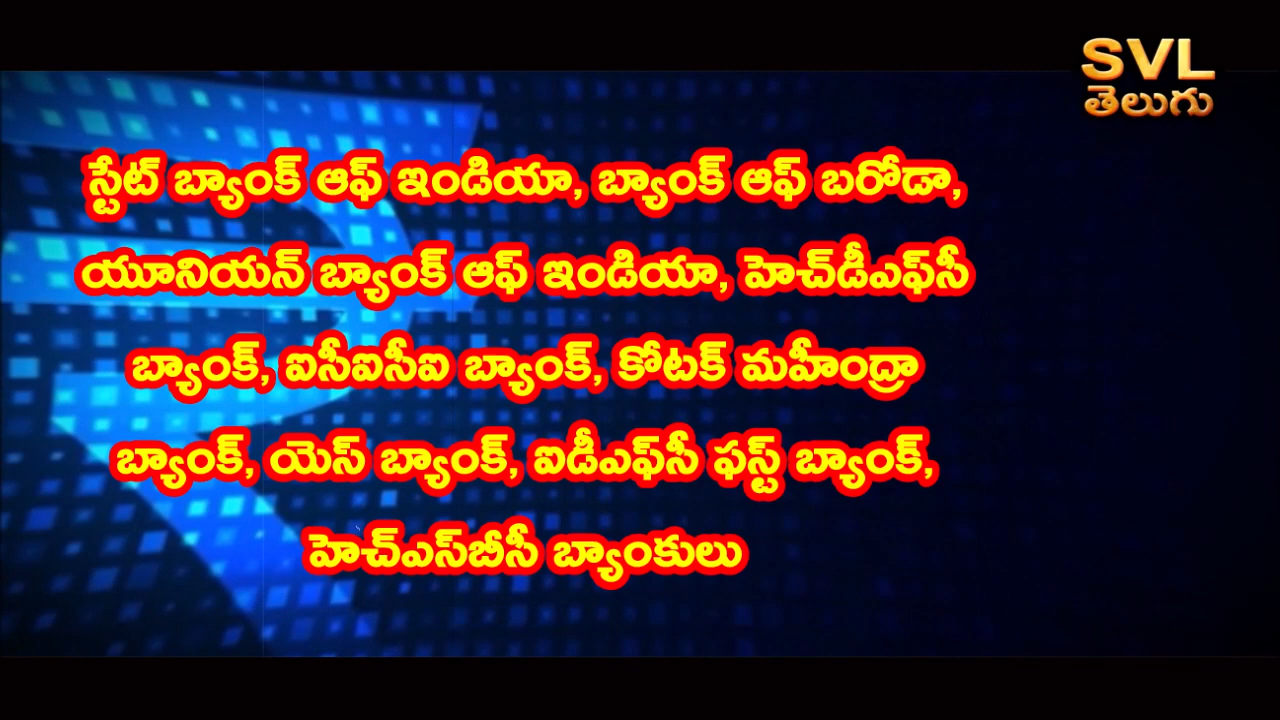 SVL
తెలుగు
స్టేట్ బ్యాంక్ ఆఫ్ ఇండియా, బ్యాంక్ ఆఫ్ బరోడా,
యూనియన్ బ్యాంక్ ఆఫ్ ఇండియా, హెచ్‌డీఎఫ్‌సీ
బ్యాంక్, ఐసీఐసీఐ బ్యాంక్, కోటక్ మహీంద్రా
బ్యాంక్, యెస్ బ్యాంక్, ఐడీఎఫ్‌సీ ఫస్ట్ బ్యాంక్,
హెచ్‌ఎస్‌బీసీ బ్యాంకులు